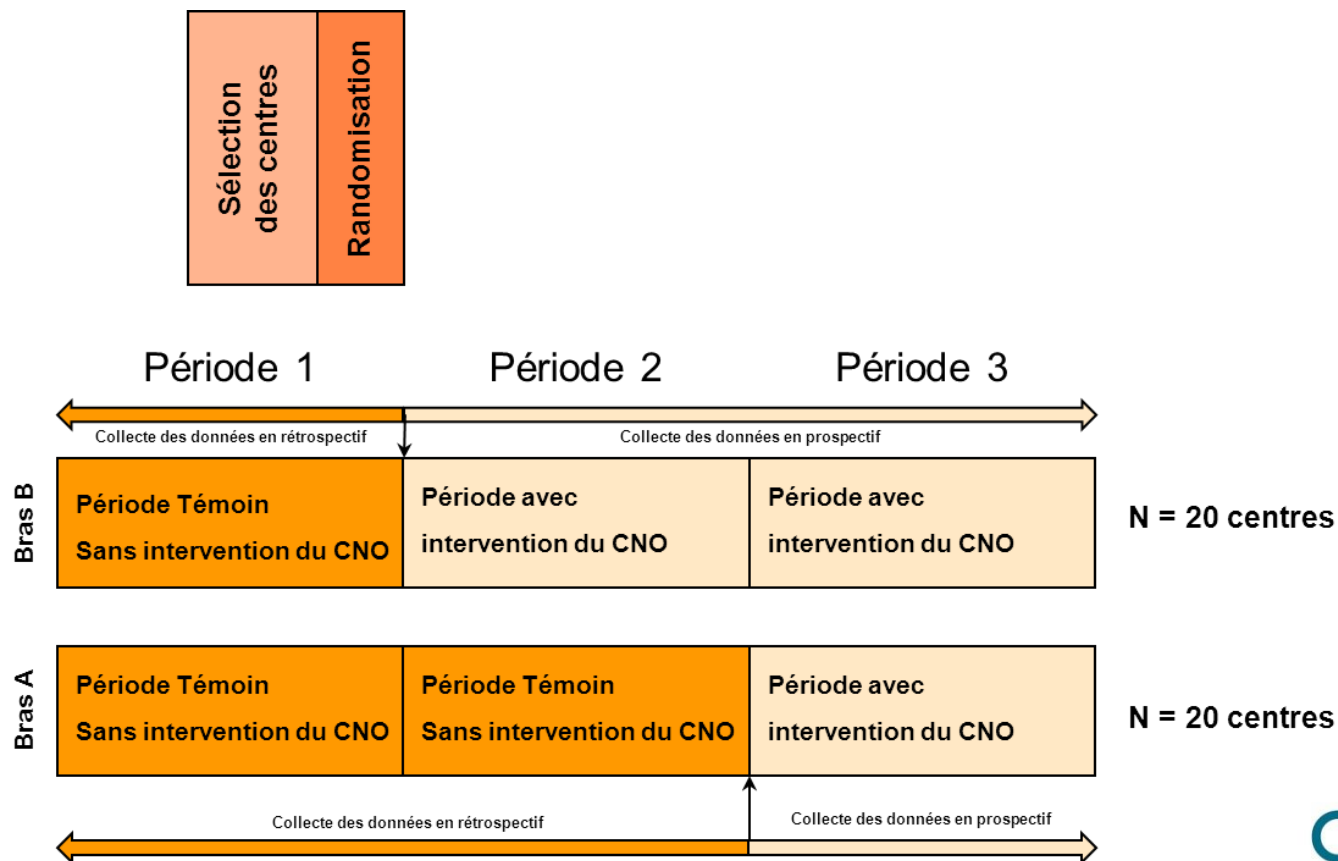 Sélection
des centres
Randomisation
Période 1
Période 2
Période 3
Collecte des données en rétrospectif
Collecte des données en prospectif
Bras B
Période Témoin
Sans intervention du CNO
Période avec
intervention du CNO
Période avec
intervention du CNO
N = 20 centres
Bras A
Période Témoin
Sans intervention du CNO
Période Témoin
Sans intervention du CNO
Période avec
intervention du CNO
N = 20 centres
Collecte des données en rétrospectif
Collecte des données en prospectif